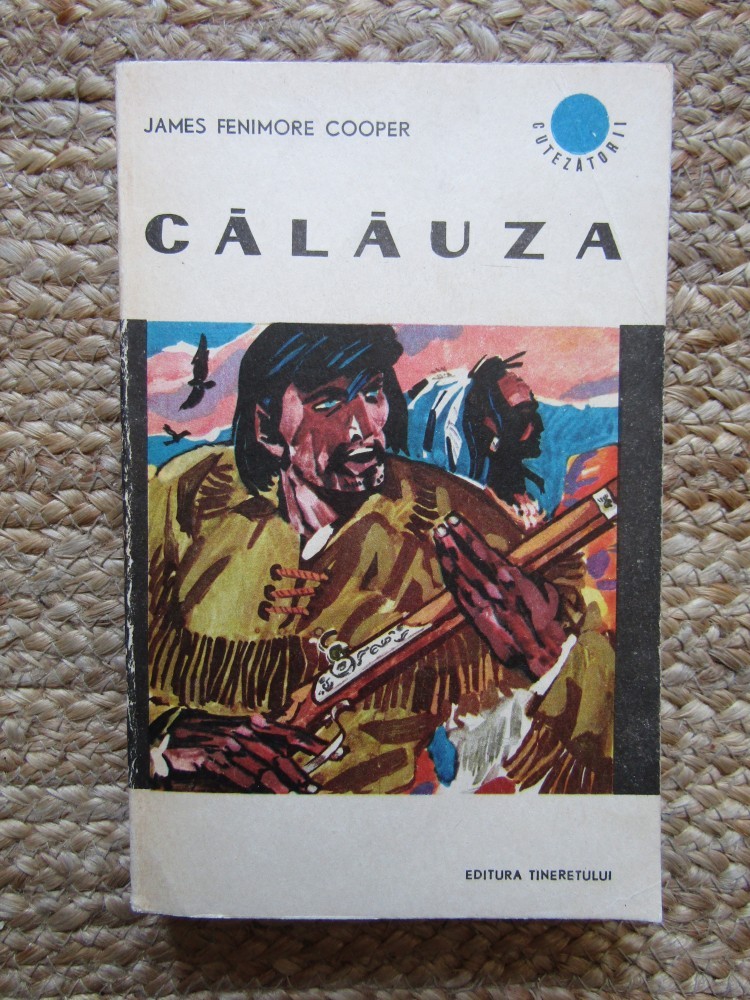 JAMES FENIMORE COOPER
CUTEZĂTORII
CĂLĂUZA
EDITURA TINERETULUI